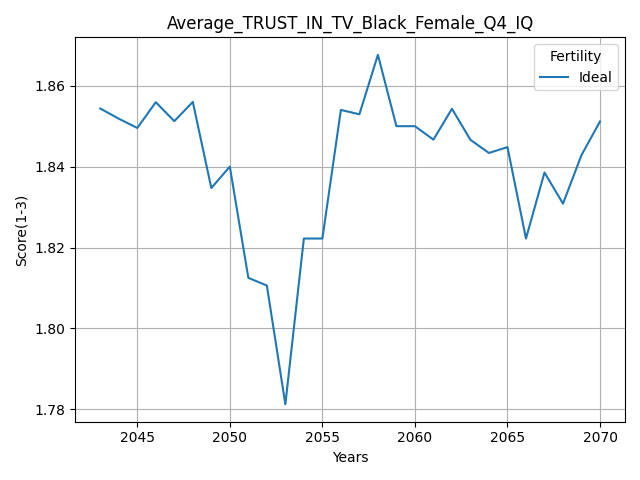 Average_TRUST_IN_TV_Black_Female_Q4_IQ
Fertility
Ideal
Score(1-3)
1.86
1.84
1.82
1.80
1.78
2045 2050 2055 2060 2065 2070
Years